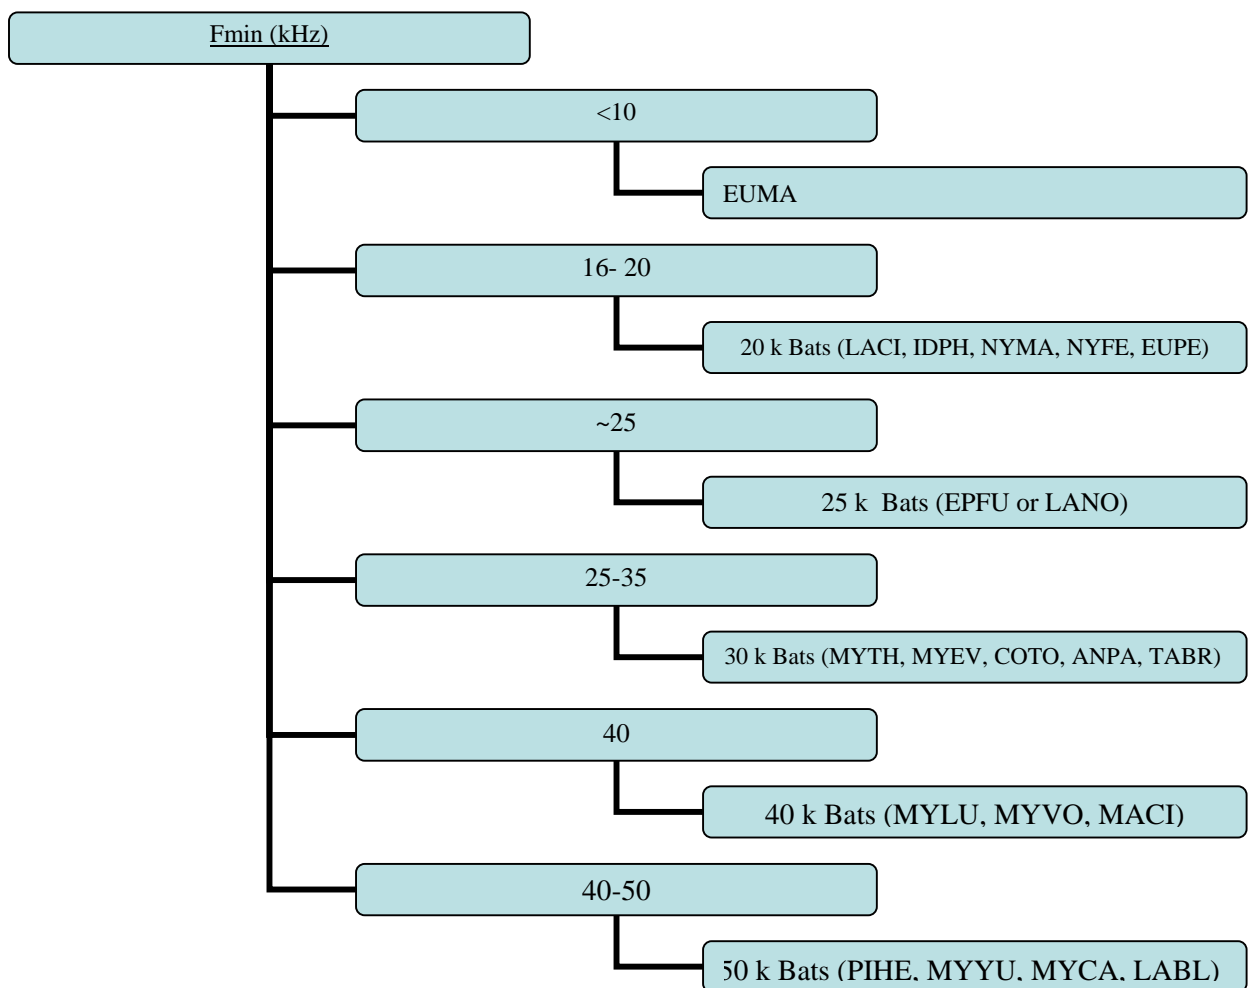 Fmin (kHz)
<10
EUMA
16- 20
20 k Bats (LACI, IDPH, NYMA, NYFE, EUPE)
~25
25 k  Bats (EPFU or LANO)
25-35
30 k Bats (MYTH, MYEV, COTO, ANPA, TABR)
40
40 k Bats (MYLU, MYVO, MACI)
40-50
50 k Bats (PIHE, MYYU, MYCA, LABL)